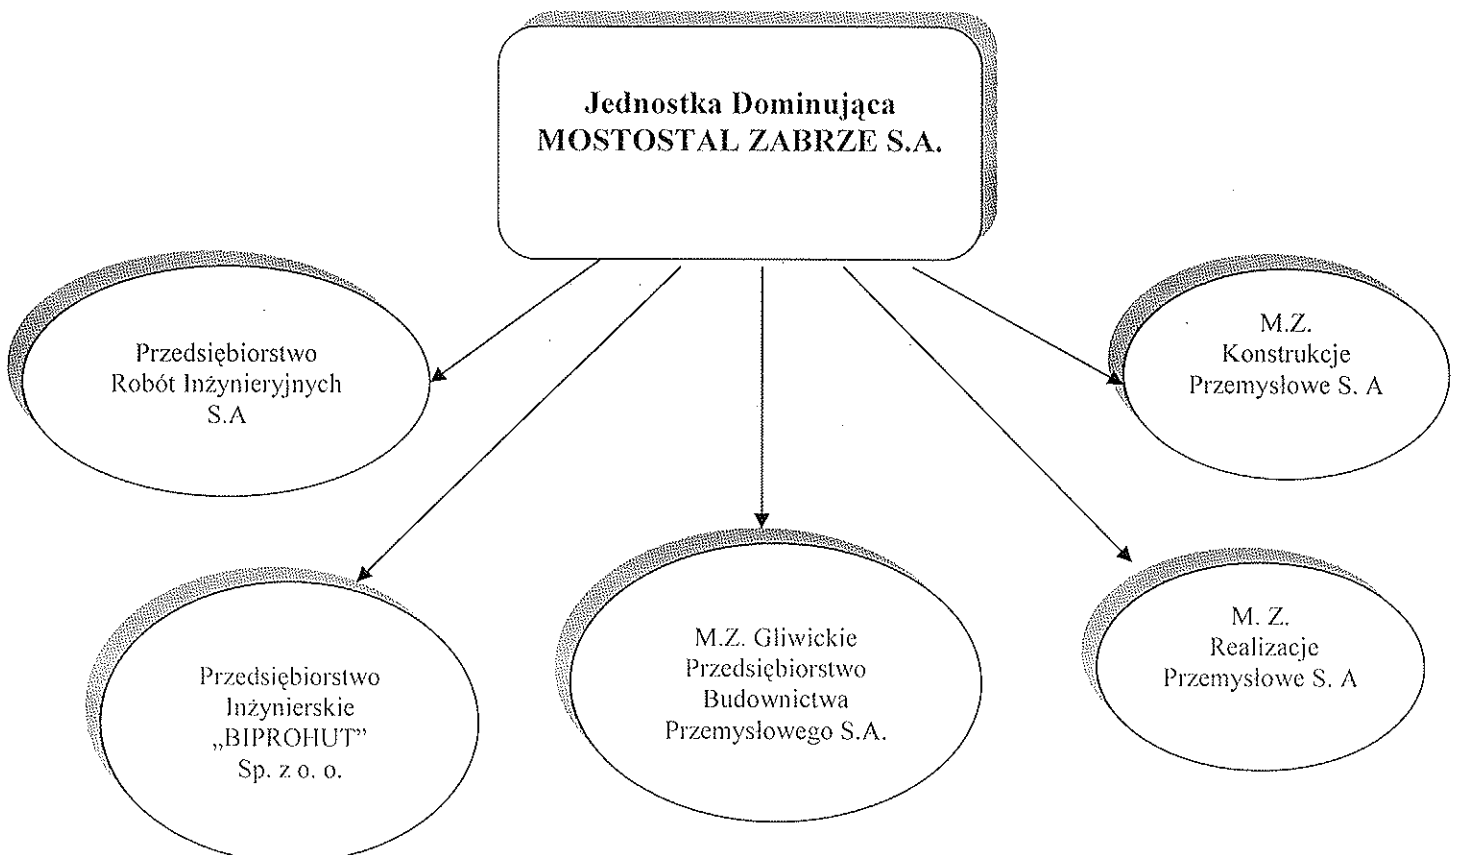 Jednostka Dominująca
MOSTOSTAL ZABRZE S.A.
Przedsiębiorstwo
Robót Inżynieryjnych
S.A
M.Z.
Konstrukcje
Przemysłowe S. A
Przedsiębiorstwo
Inżynierskie
„BIPROHUT”
Sp. z o. o.
M.Z. Gliwickie
Przedsiębiorstwo
Budownictwa
Przemysłowego S.A.
M. Z.
Realizacje
Przemysłowe S. A